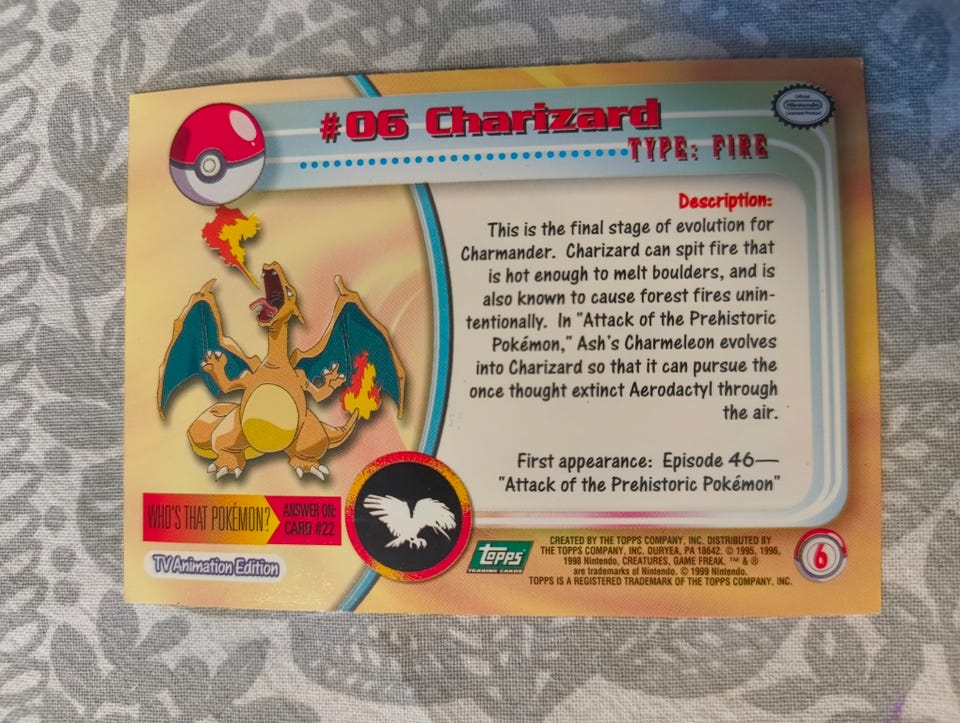 #06 Charizard
Official
Nintendo
Licensed Product
TYPE: FIRE
Description:
This is the final stage of evolution for
Charmander. Charizard can spit fire that
is hot enough to melt boulders, and is
also known to cause forest fires unin-
tentionally. In "Attack of the Prehistoric
Pokémon," Ash's Charmeleon evolves
into Charizard so that it can pursue the
once thought extinct Aerodactyl through
the air.
First appearance: Episode 46—
"Attack of the Prehistoric Pokémon"
WHO'S THAT POKÉMON?
ANSWER ON:
CARD #22
TV Animation Edition
topps
TRADING CARDS
CREATED BY THE TOPPS COMPANY, INC. DISTRIBUTED BY
THE TOPPS COMPANY, INC. DURYEA, PA 18642. © 1995, 1996,
1998 Nintendo, CREATURES, GAME FREAK. ™ & ®
are trademarks of Nintendo. © 1999 Nintendo.
TOPPS IS A REGISTERED TRADEMARK OF THE TOPPS COMPANY, INC.
6